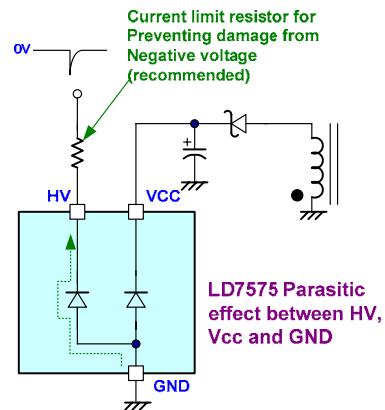 Current limit resistor for
Preventing damage from
Negative voltage
(recommended)
0V
+
HV
VCC
LD7575 Parasitic
effect between HV,
Vcc and GND
GND